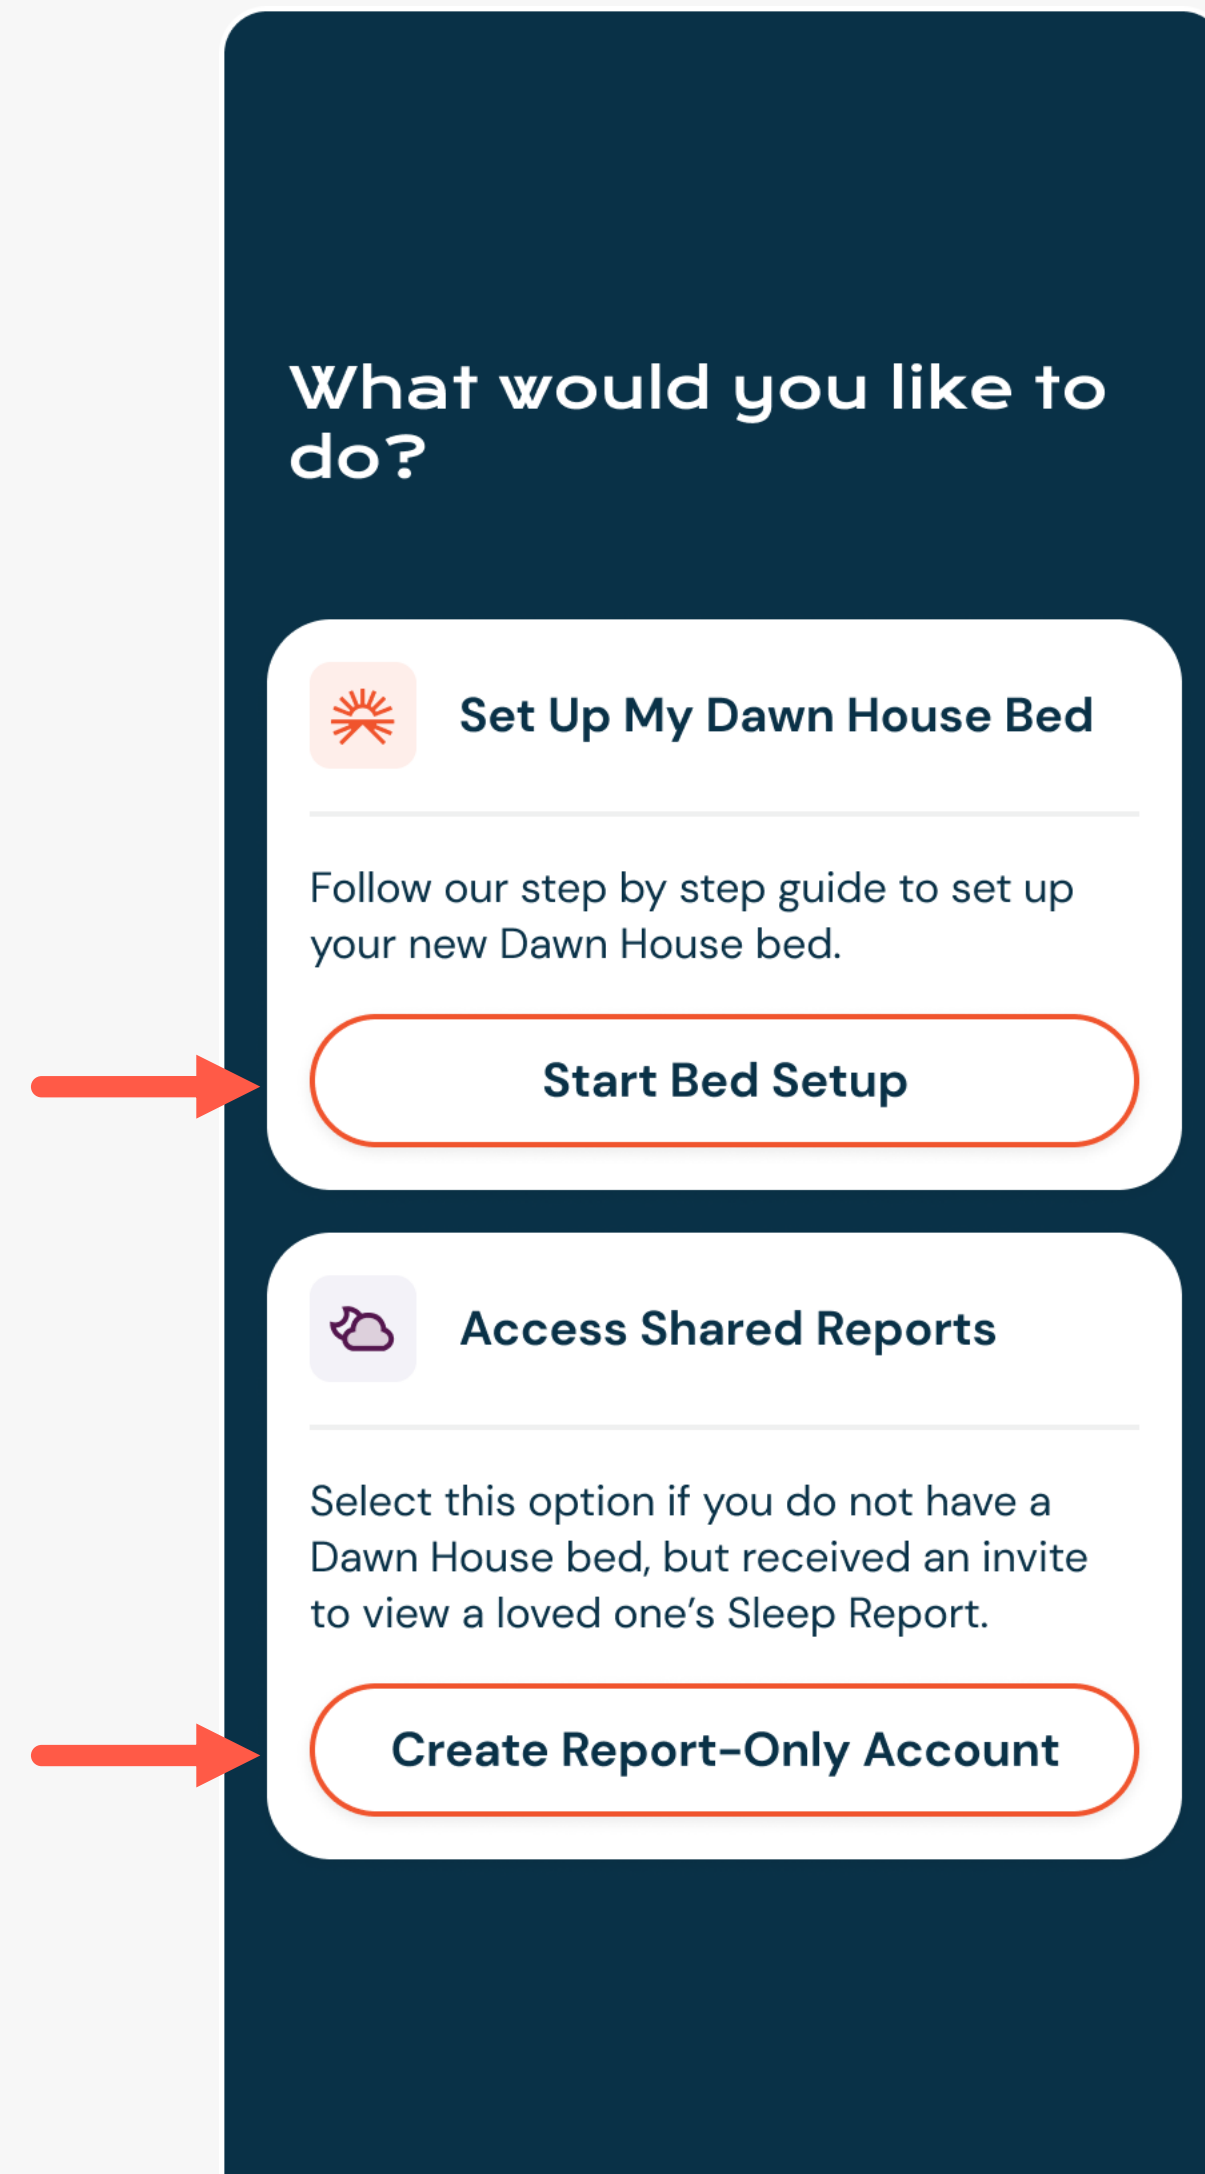 What would you like to
do?
Set Up My Dawn House Bed
Follow our step by step guide to set up
your new Dawn House bed.
Start Bed Setup
Access Shared Reports
Select this option if you do not have a
Dawn House bed, but received an invite
to view a loved one’s Sleep Report.
Create Report-Only Account